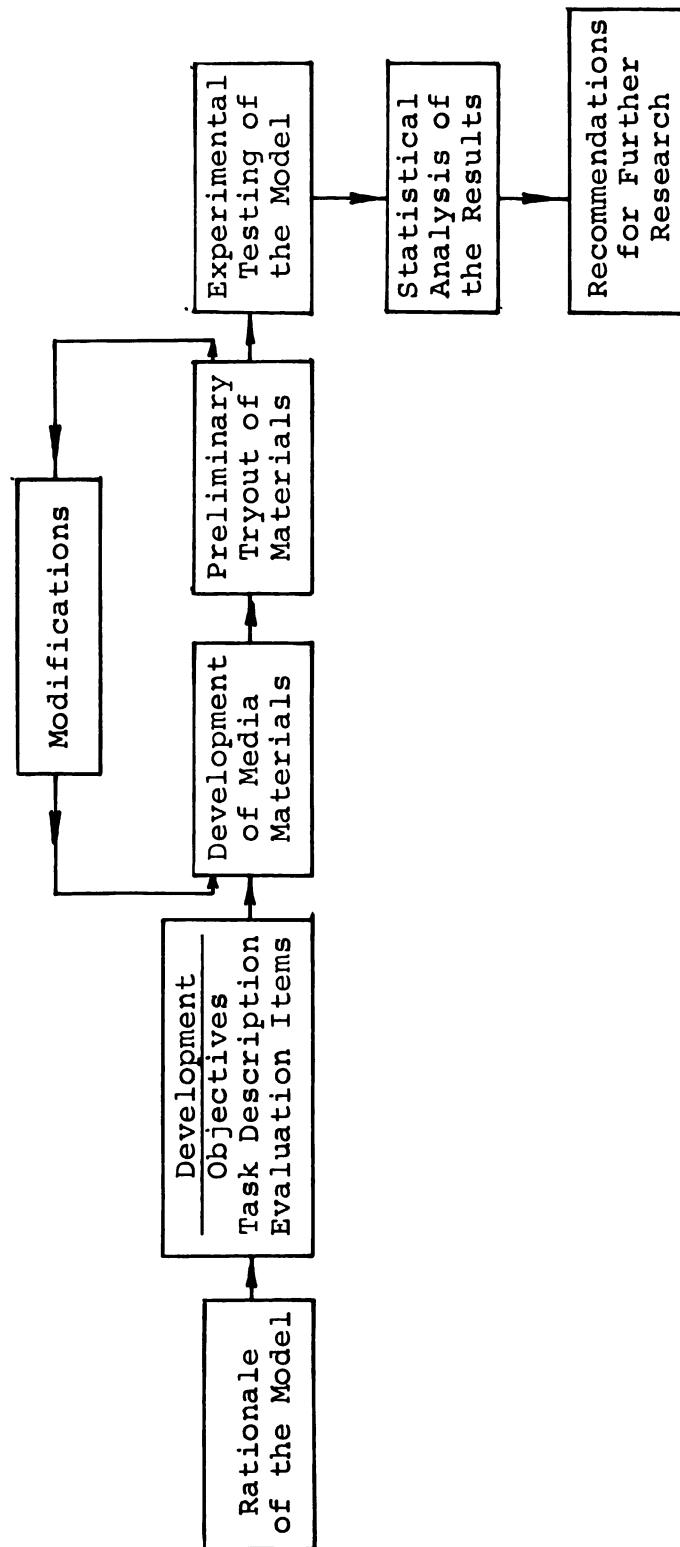 Rationale
of the Model
Development
Objectives
Task Description
Evaluation Items
Development
of Media
Materials
Modifications
Preliminary
Tryout of
Materials
Experimental
Testing of
the Model
Statistical
Analysis of
the Results
Recommendations
for Further
Research